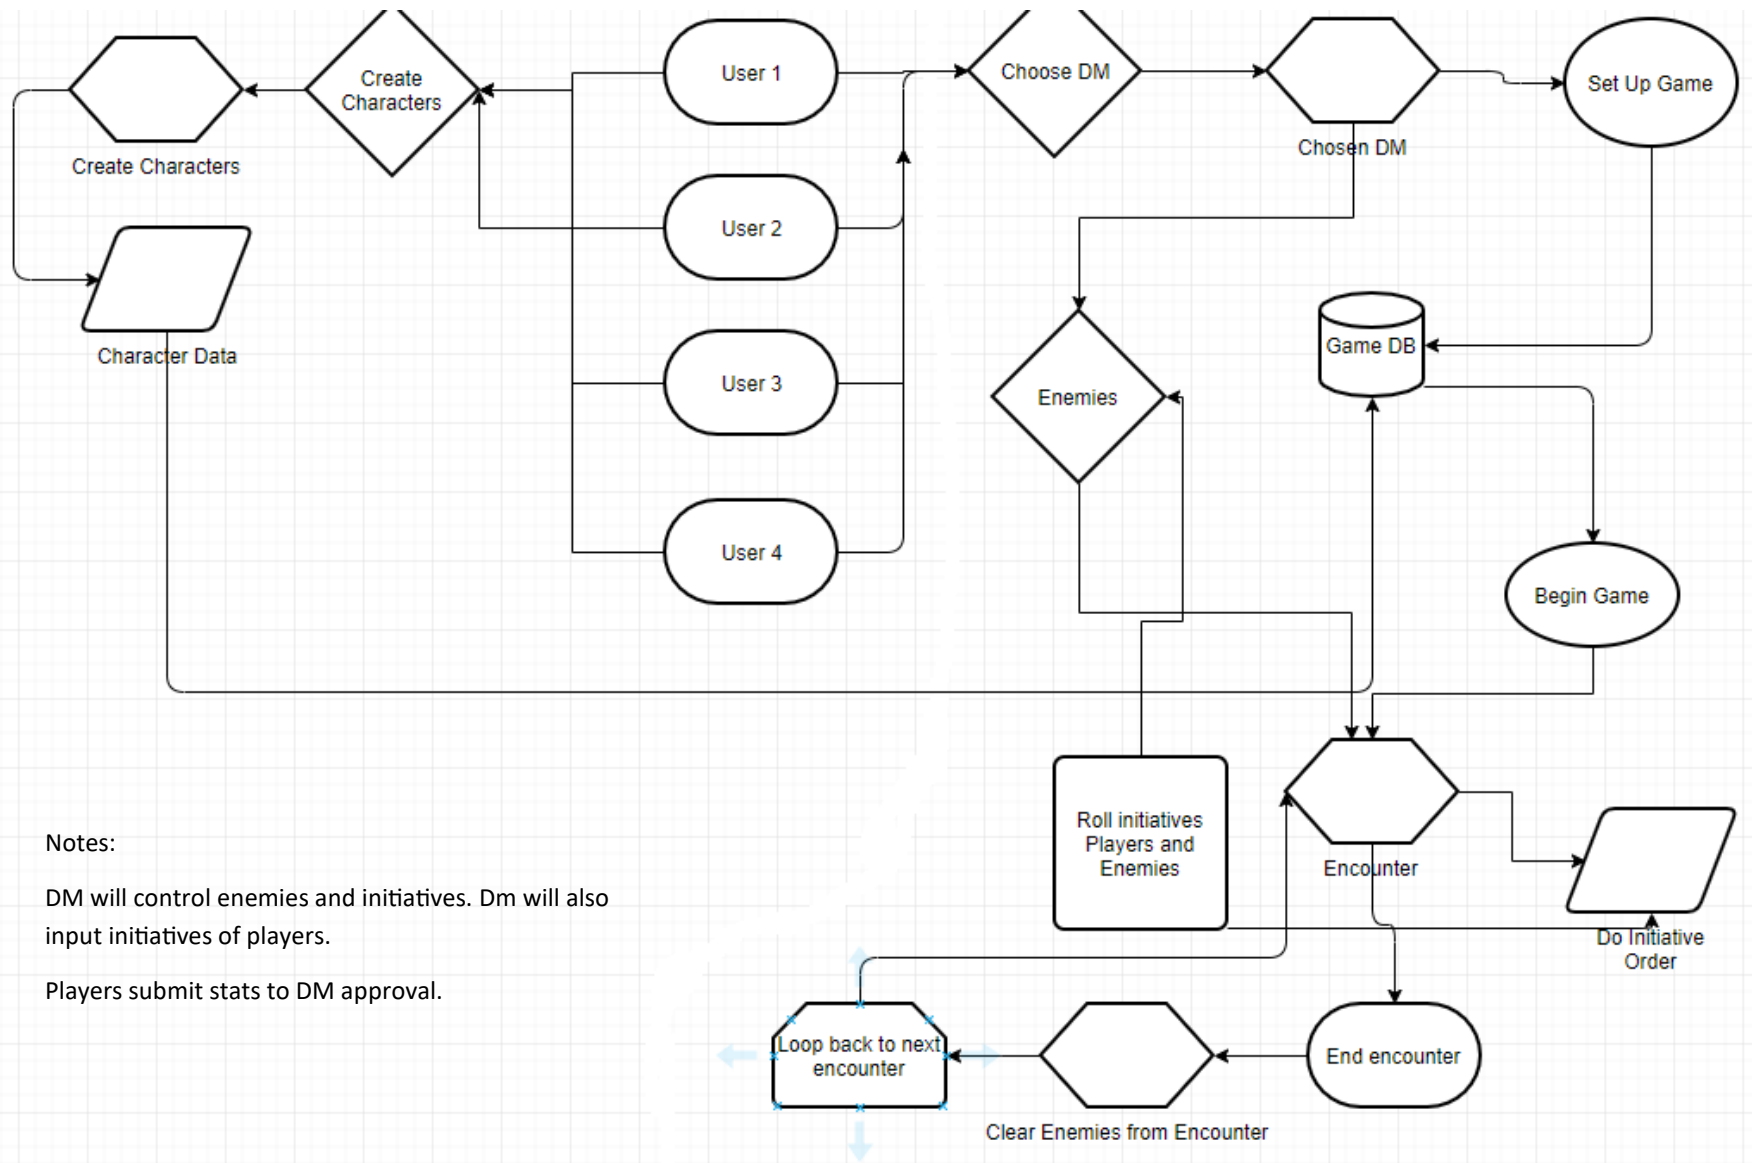 Create
Characters
User 1
Choose DM
Set Up Game
Create Characters
Chosen DM
User 2
Character Data
User 3
Enemies
Game DB
User 4
Begin Game
Roll initiatives
Players and
Enemies
Encounter
Do Initiative
Order
Notes:
DM will control enemies and initiatives. Dm will also
input initiatives of players.
Players submit stats to DM approval.
Loop back to next
encounter
End encounter
Clear Enemies from Encounter